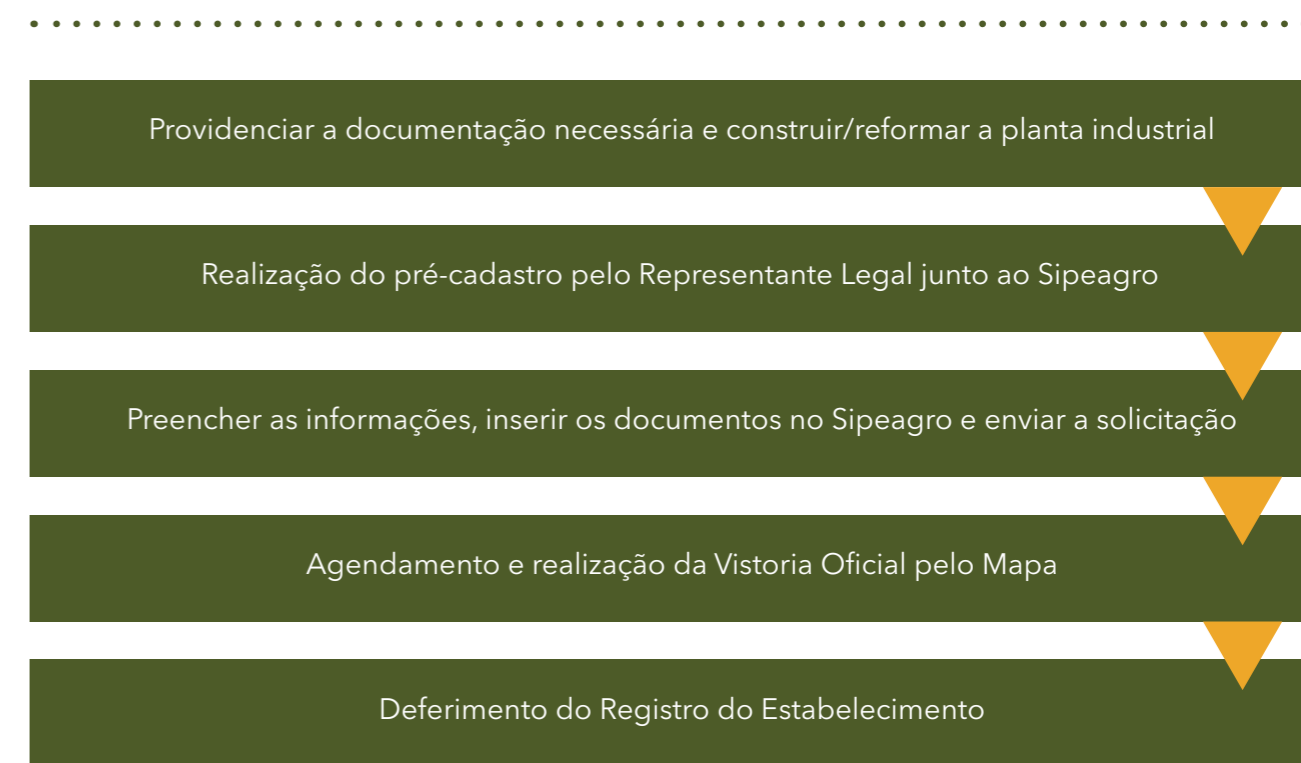 Providenciar a documentação necessária e construir/reformar a planta industrial
Realização do pré-cadastro pelo Representante Legal junto ao Sipeagro
Preencher as informações, inserir os documentos no Sipeagro e enviar a solicitação
Agendamento e realização da Vistoria Oficial pelo Mapa
Deferimento do Registro do Estabelecimento